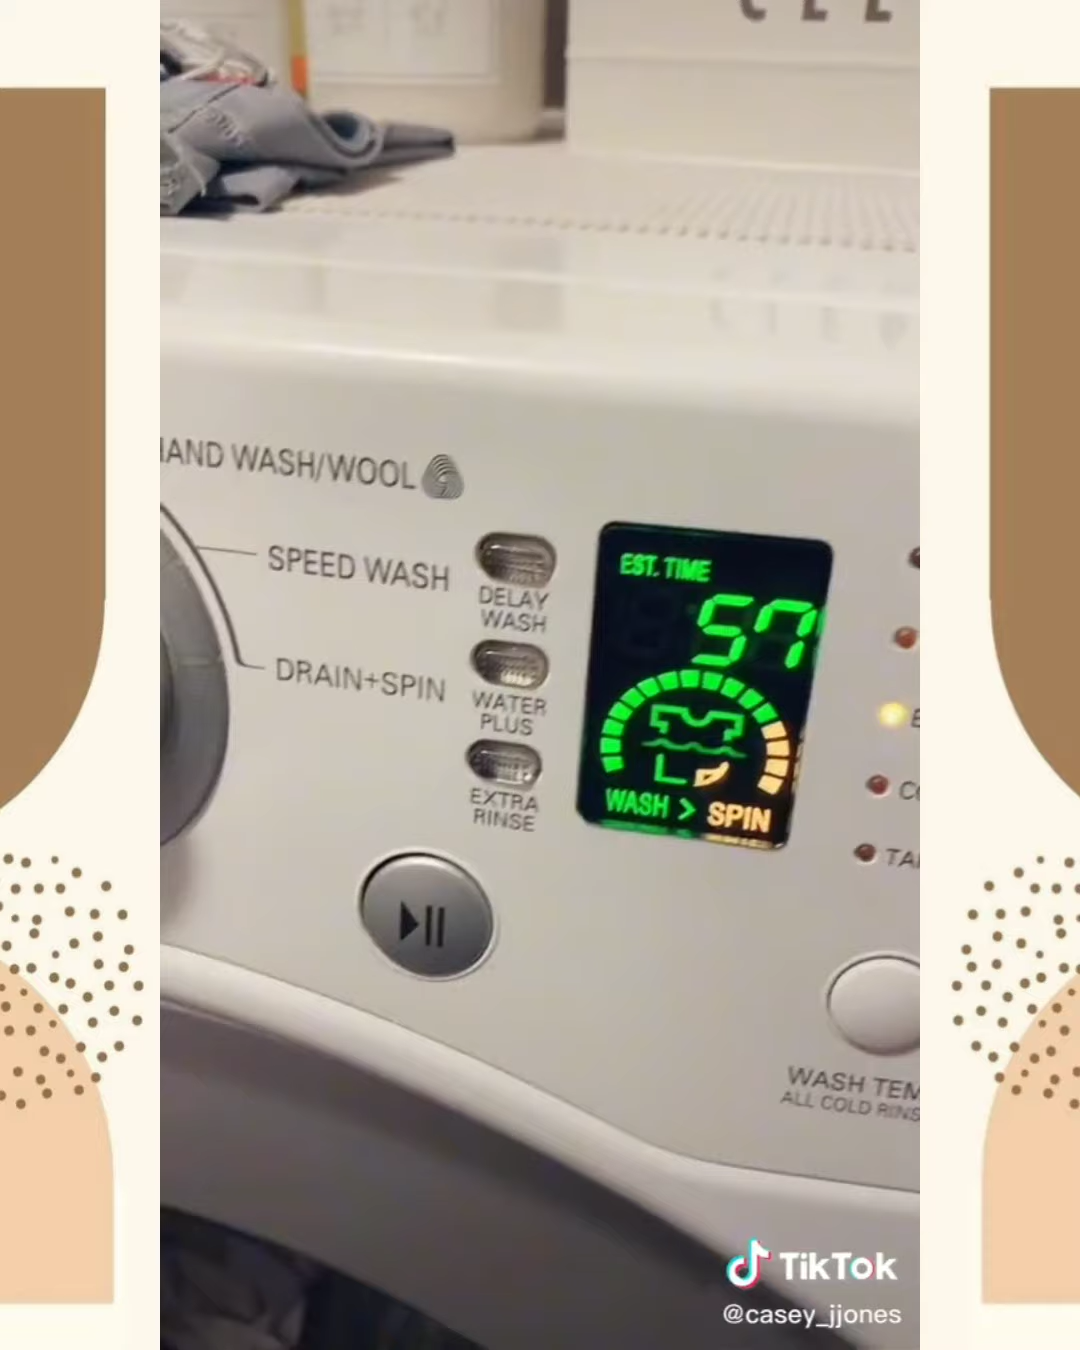 HAND WASH/WOOL
SPEED WASH
DRAIN+SPIN
DELAY
WASH
WATER
PLUS
EXTRA
RINSE
EST. TIME
57
WASH > SPIN
WASH TEM
ALL COLD RINS
TikTok
@casey_jjones